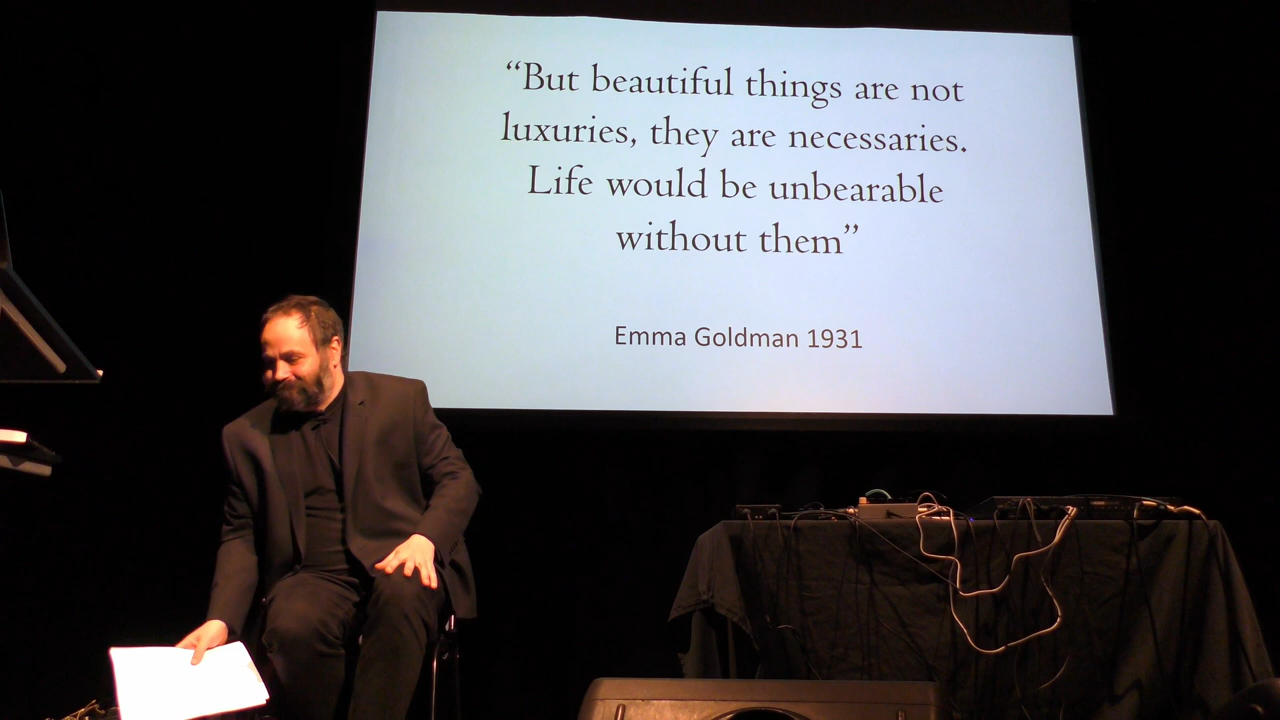 “But beautiful things are not
luxuries, they are necessaries.
Life would be unbearable
without them”
Emma Goldman 1931